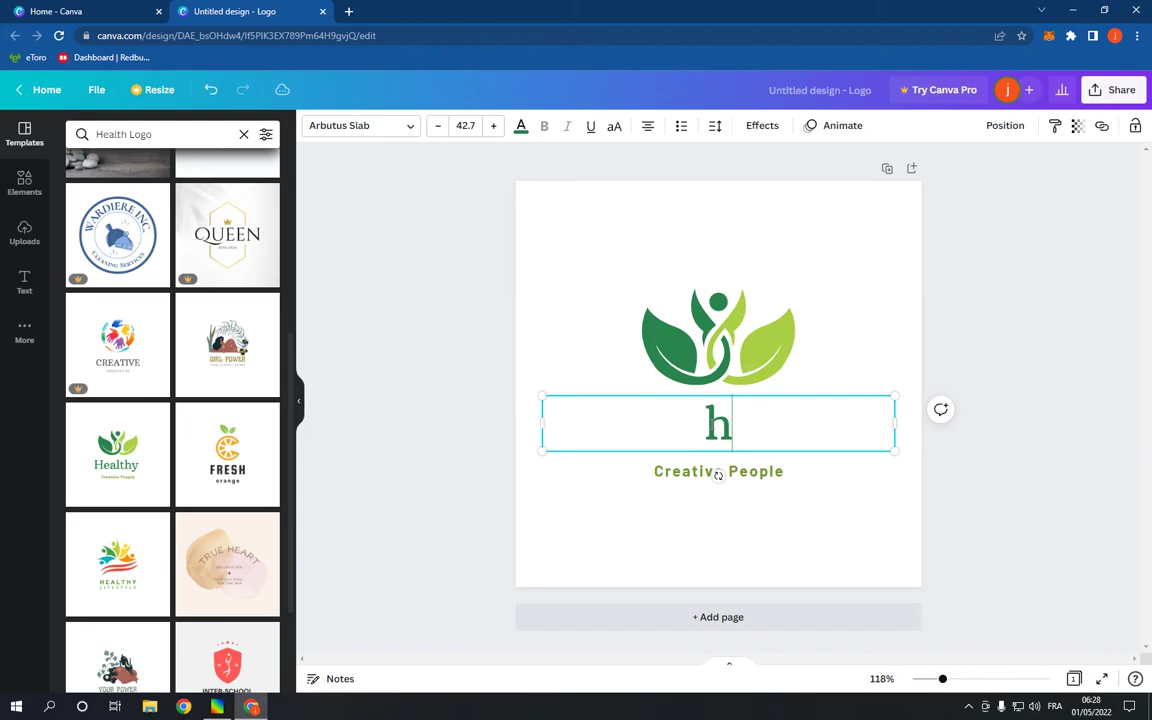 Home - Canva
Untitled design - Logo
canva.com/design/DAE_bsOHdw4/If5PIK3EX789Pm64H9gvjQ/edit
eToro
Dashboard | Redbu...
Home
File
Resize
Untitled design - Logo
Try Canva Pro
Share
Templates
Elements
Uploads
Text
More
Health Logo
WARDIERE INC.
CLEANING SERVICES
QUEEN
CREATIVE
GIRL POWER
Healthy
Creative People
FRESH
orange
HEALTHY
LIFESTYLE
TRUE HEART
YOUR POWER
INTER-SCHOOL
Arbutus Slab
42.7
A
B
I
U
aA
Effects
Animate
Position
h
Creative People
+ Add page
Notes
118%
1
FRA
06:28
01/05/2022